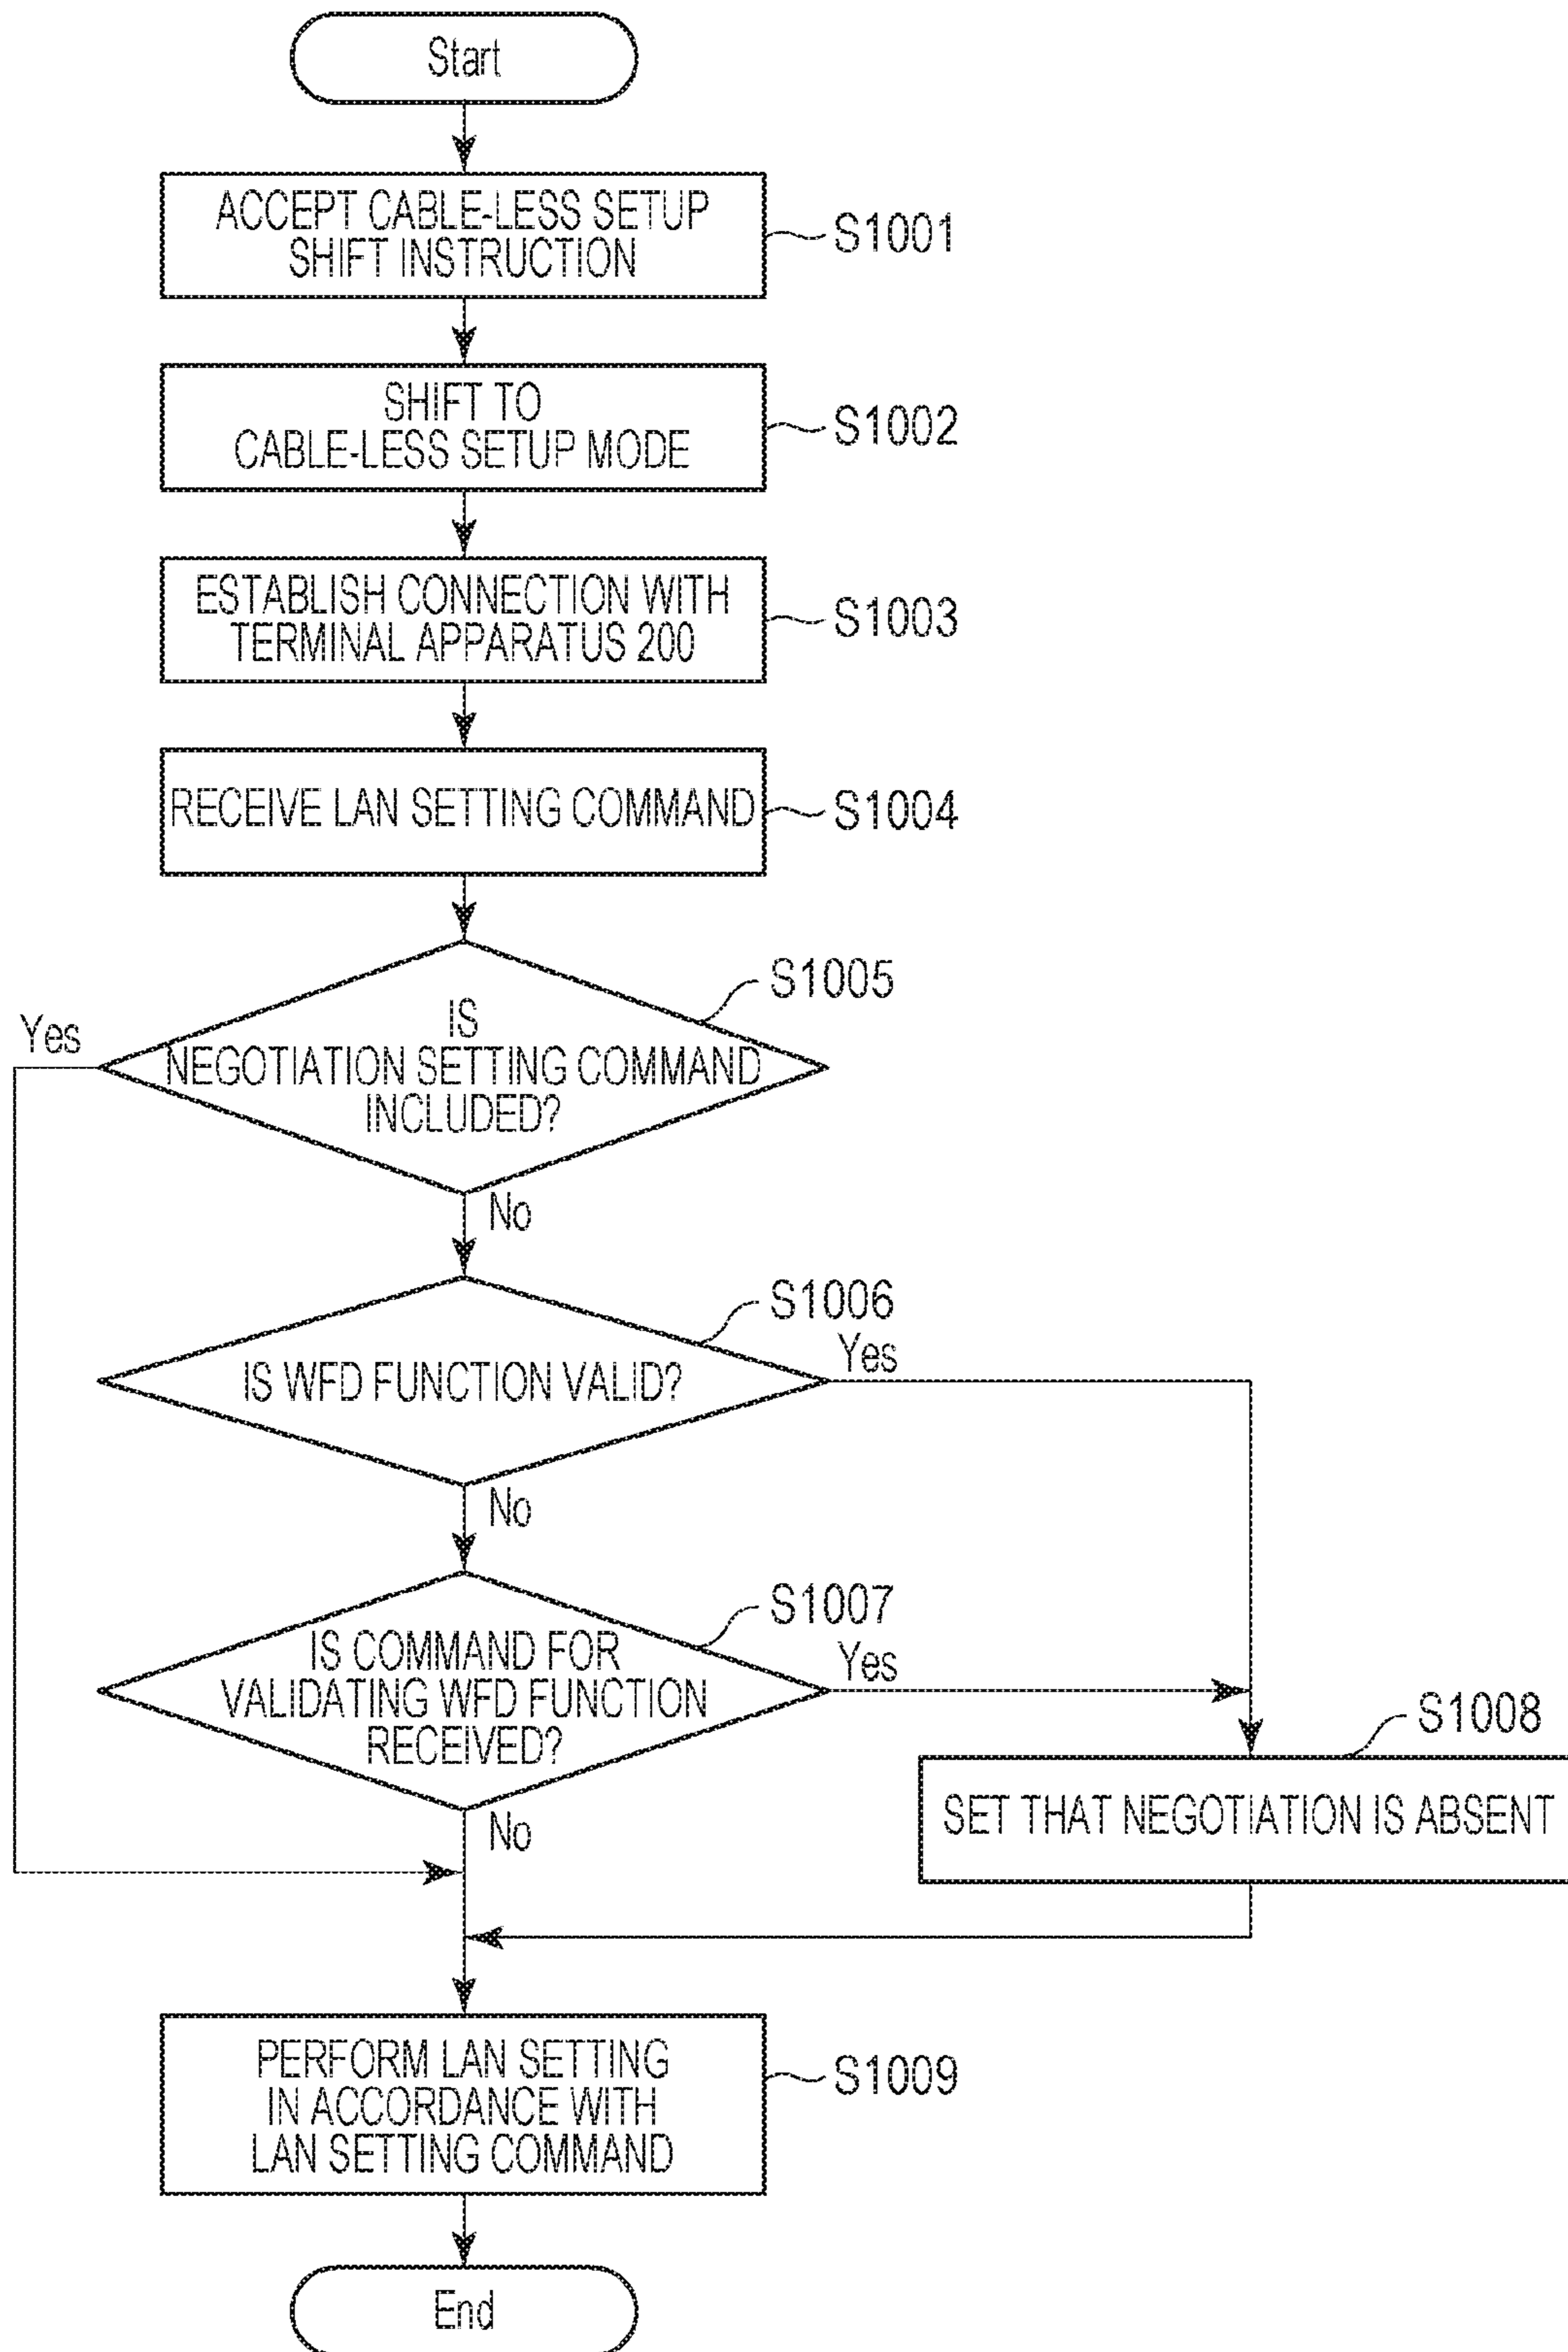 Start
ACCEPT CABLE-LESS SETUP
SHIFT INSTRUCTION
S1001
SHIFT TO
CABLE-LESS SETUP MODE
S1002
ESTABLISH CONNECTION WITH
TERMINAL APPARATUS 200
S1003
RECEIVE LAN SETTING COMMAND
S1004
S1005
Yes
IS
NEGOTIATION SETTING COMMAND
INCLUDED?
No
S1006
Yes
IS WFD FUNCTION VALID?
No
S1007
Yes
IS COMMAND FOR
VALIDATING WFD FUNCTION
RECEIVED?
No
S1008
SET THAT NEGOTIATION IS ABSENT
PERFORM LAN SETTING
IN ACCORDANCE WITH
LAN SETTING COMMAND
S1009
End